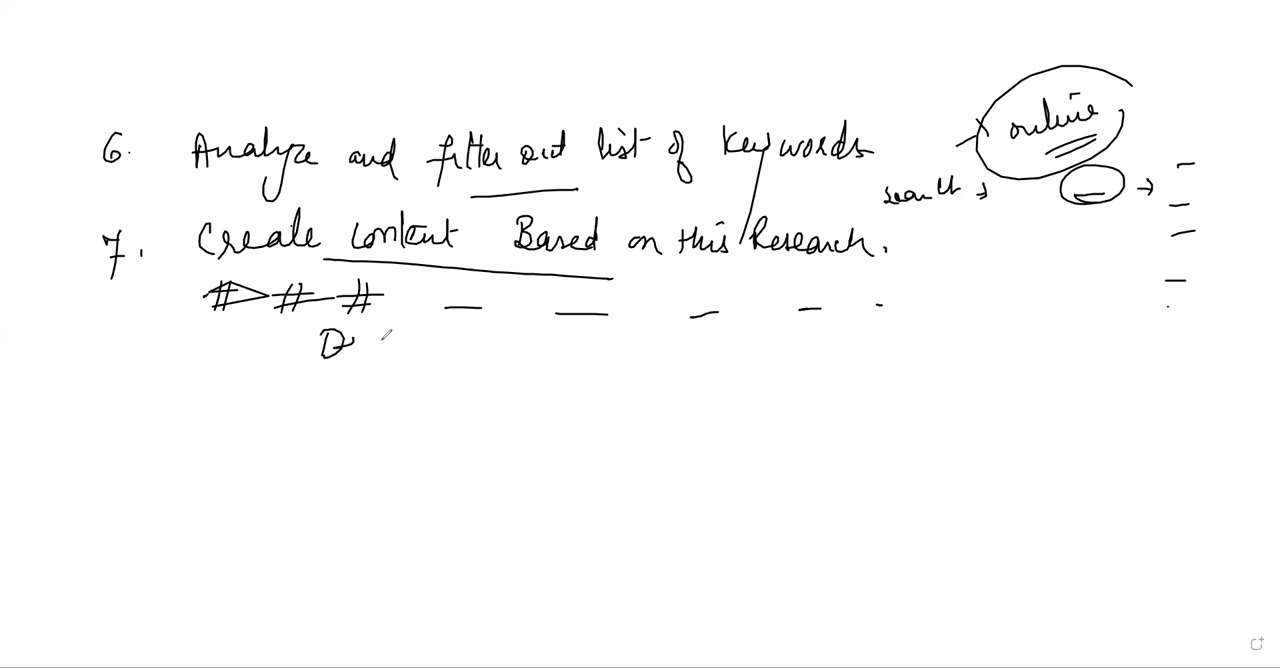 online
6. Analyze and filter out list of keywords
search →
7. Create content Based on this Research.
# # #